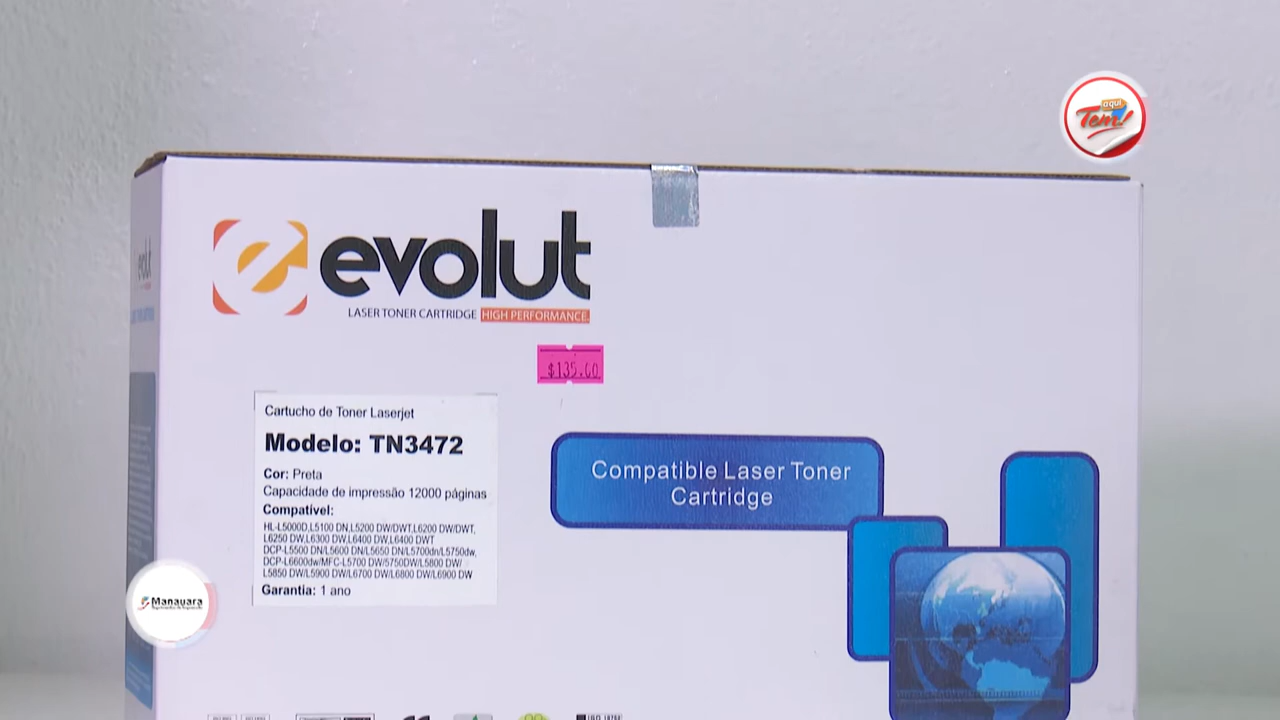 aqui
Tem!
evolut
LASER TONER CARTRIDGE HIGH PERFORMANCE.
$135.00
Cartucho de Toner Laserjet
Modelo: TN3472
Cor: Preta
Capacidade de impressão 12000 páginas
Compatível:
HL-L5000D,L5100 DN,L5200 DW/DWT,L6200 DW/DWT,
L6250 DW,L6300 DW,L6400 DW,L6400 DWT
DCP-L5500 DN/L5600 DN/L5650 DN/L5700dn/L5750dw,
DCP-L6600dw/MFC-L5700 DW/5750DW/L5800 DW/
L5850 DW/L5900 DW/L6700 DW/L6800 DW/L6900 DW
Garantia: 1 ano
Compatible Laser Toner
Cartridge
Manauara
evolut